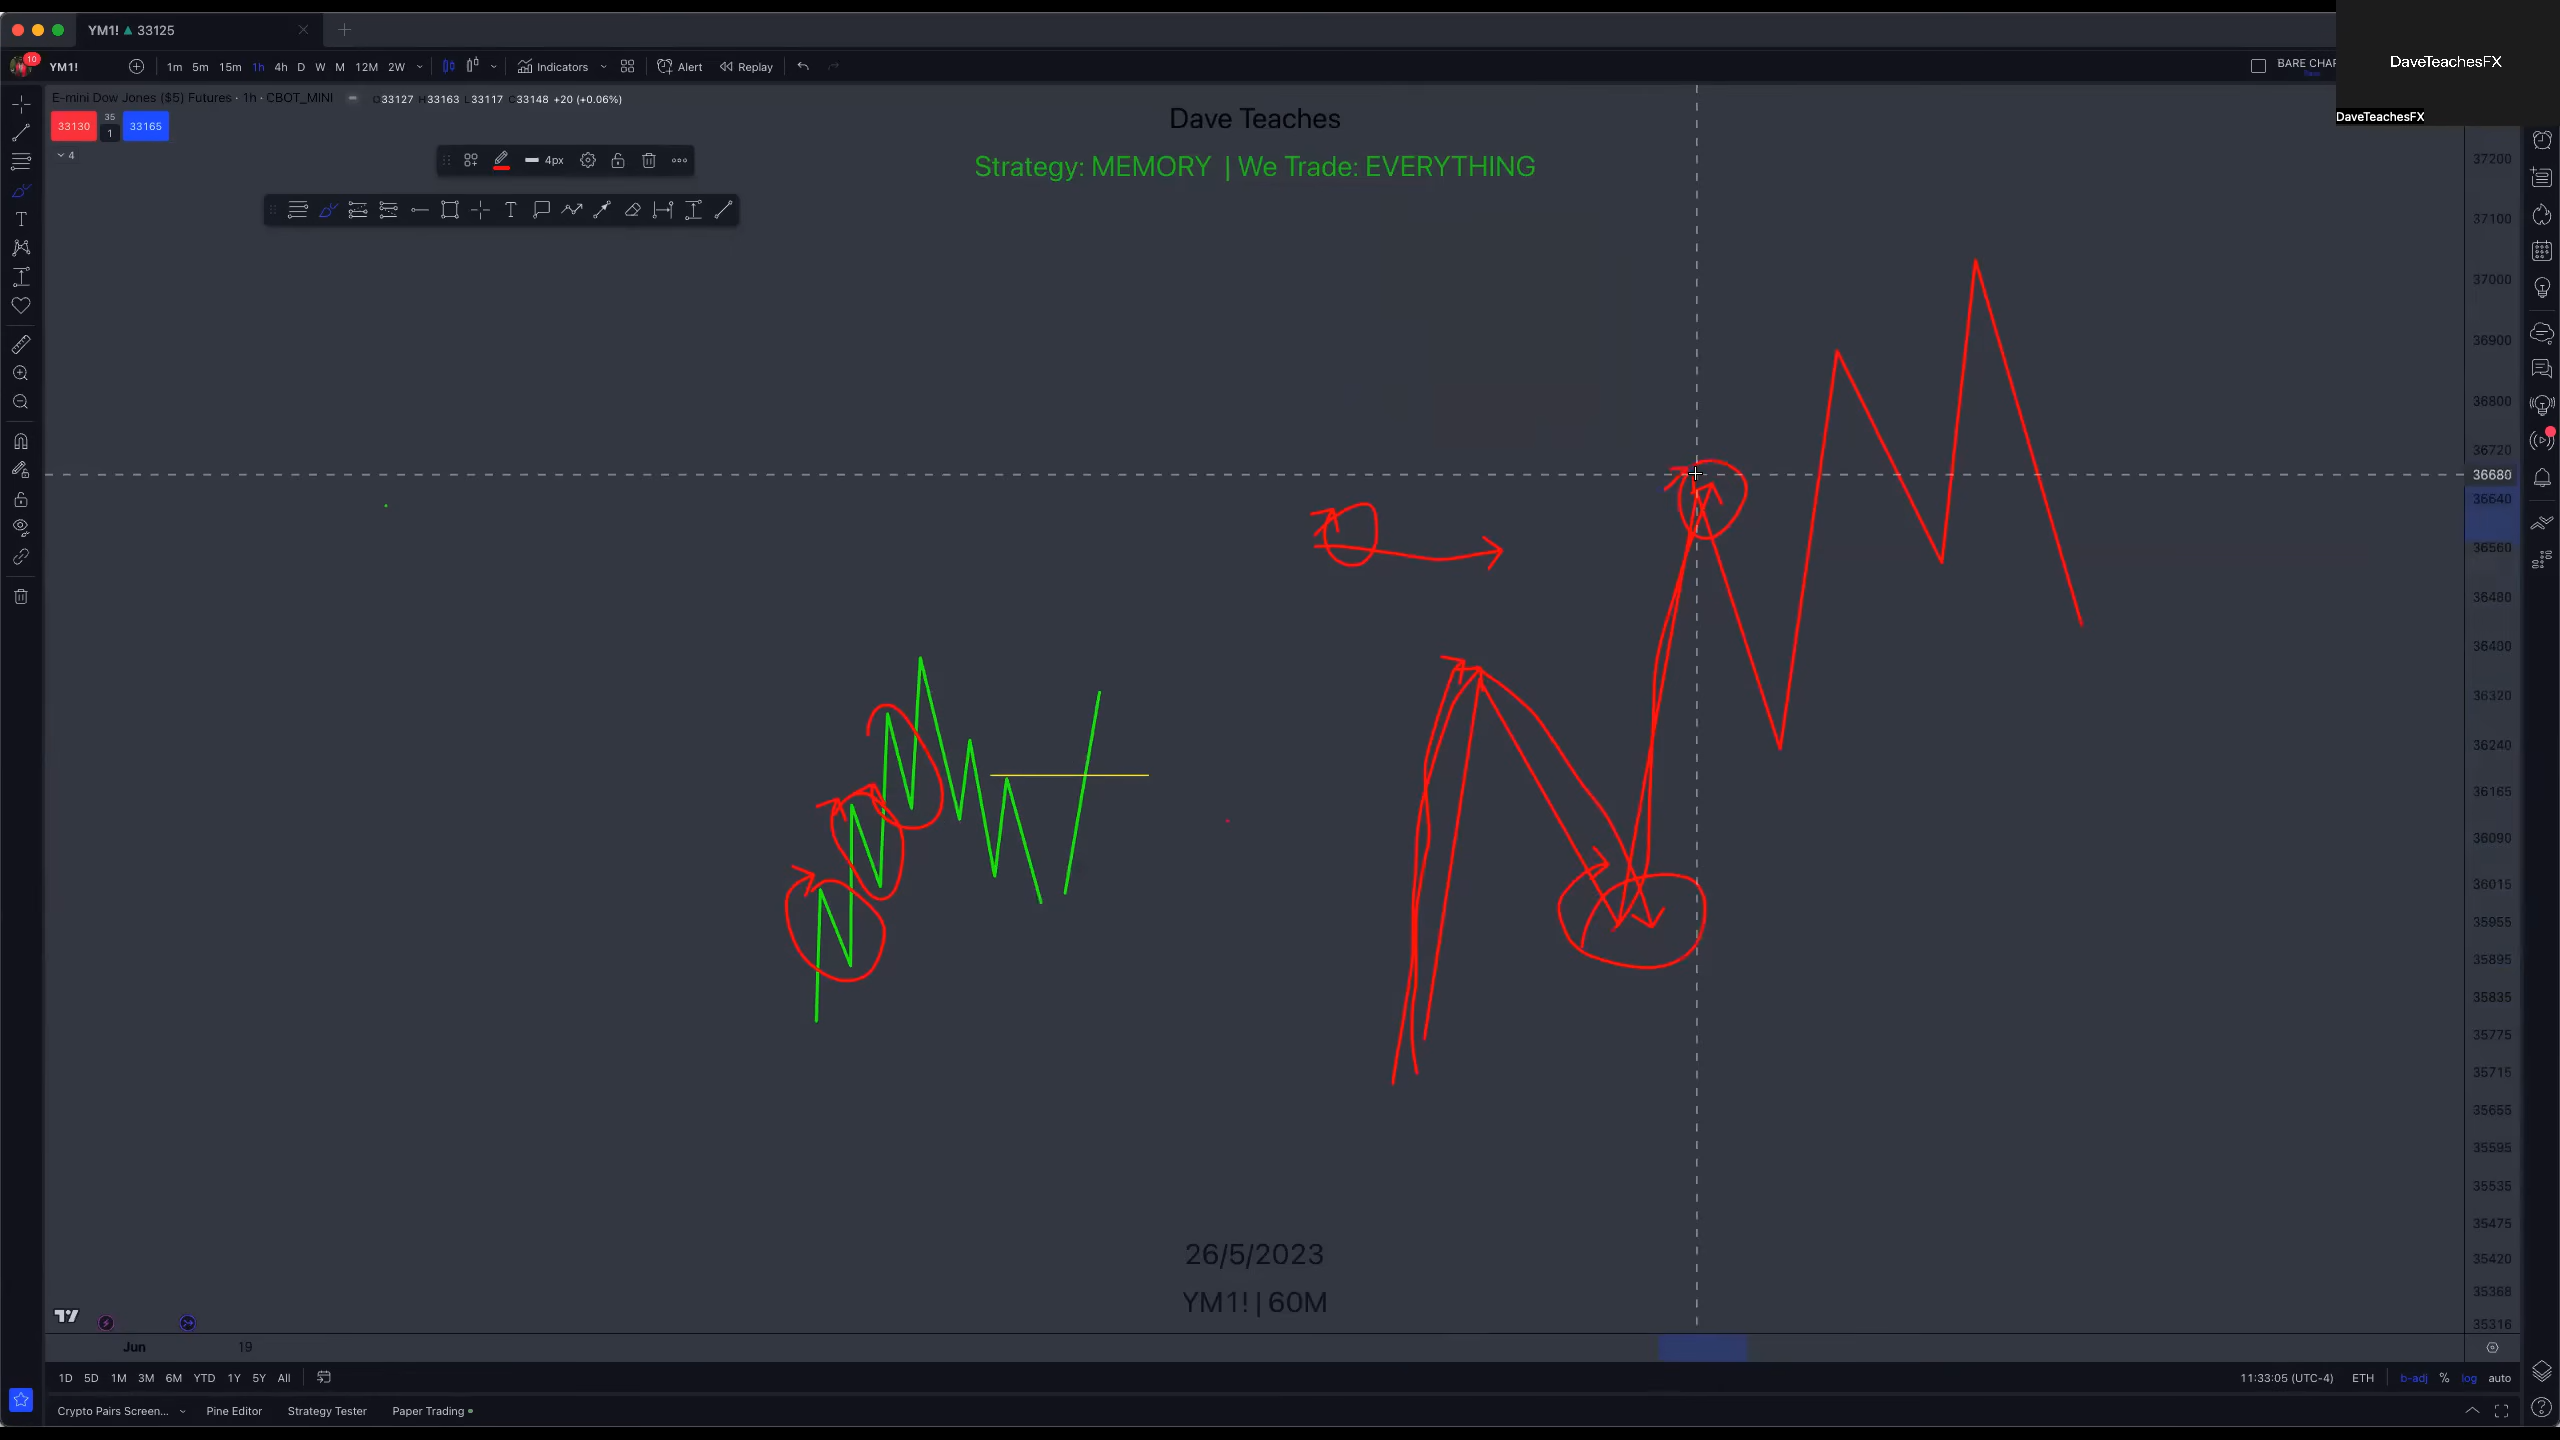 YM1! ▲ 33125
DaveTeachesFX
DaveTeachesFX
10
YM1!
1m 5m 15m 1h 4h D W M 12M 2W
Indicators
Alert
Replay
BARE CHAR
E-mini Dow Jones ($5) Futures · 1h · CBOT_MINI
O33127 H33163 L33117 C33148 +20 (+0.06%)
33130
35
1
33165
4
4px
Dave Teaches
Strategy: MEMORY | We Trade: EVERYTHING
37200
37100
37000
36900
36800
36720
36680
36640
36560
36480
36400
36320
36240
36165
36090
36015
35955
35895
35835
35775
35715
35655
35595
35535
35475
35420
35368
35316
26/5/2023
YM1! | 60M
Jun
19
1D 5D 1M 3M 6M YTD 1Y 5Y All
11:33:05 (UTC-4)
ETH
b-adj % log auto
Crypto Pairs Screen...
Pine Editor
Strategy Tester
Paper Trading